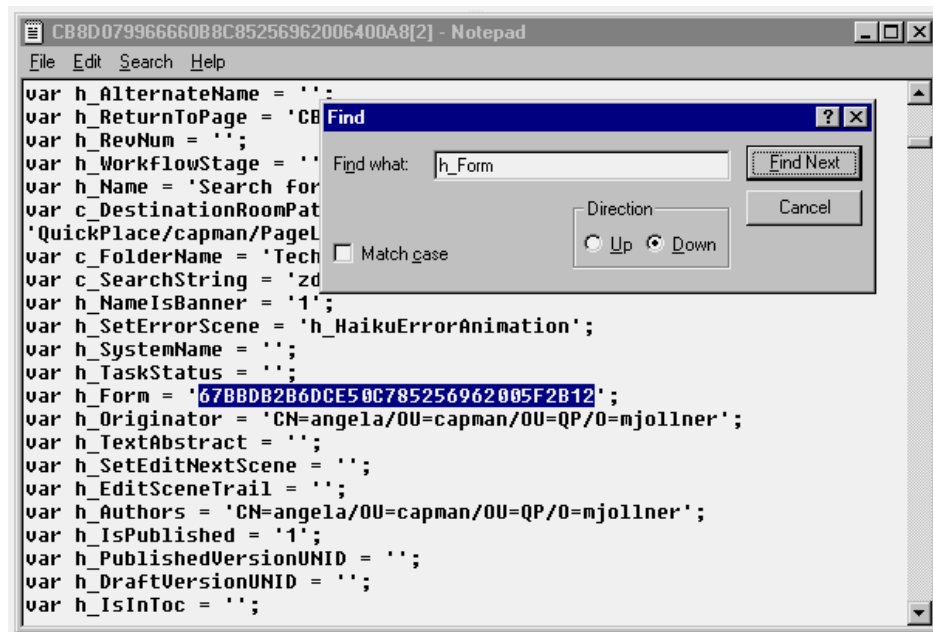 CB8D079966660B8C85256962006400A8[2] - Notepad
File Edit Search Help
var h_AlternateName = '';
var h_ReturnToPage = 'CB
var h_RevNum = '';
var h_WorkflowStage = ''
var h_Name = 'Search for
var c_DestinationRoomPat
'QuickPlace/capman/PageL
var c_FolderName = 'Tech
var c_SearchString = 'zd
var h_NameIsBanner = '1';
var h_SetErrorScene = 'h_HaikuErrorAnimation';
var h_SystemName = '';
var h_TaskStatus = '';
var h_Form = '67BBDB2B6DCE50C785256962005F2B12';
var h_Originator = 'CN=angela/OU=capman/OU=QP/O=mjollner';
var h_TextAbstract = '';
var h_SetEditNextScene = '';
var h_EditSceneTrail = '';
var h_Authors = 'CN=angela/OU=capman/OU=QP/O=mjollner';
var h_IsPublished = '1';
var h_PublishedVersionUNID = '';
var h_DraftVersionUNID = '';
var h_IsInToc = '';
Find
Find what: h_Form Find Next
Direction Cancel
Match case Up Down